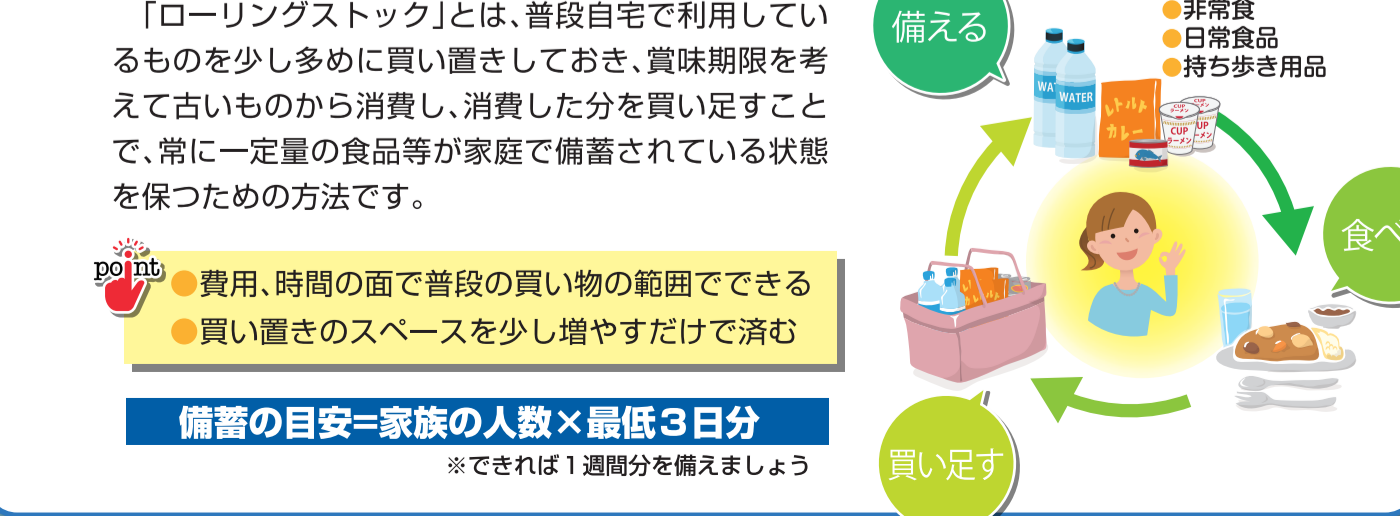 「ローリングストック」とは、普段自宅で利用してい
るものを少し多めに買い置きしておき、賞味期限を考
えて古いものから消費し、消費した分を買い足すこと
で、常に一定量の食品等が家庭で備蓄されている状態
を保つための方法です。
point
●費用、時間の面で普段の買い物の範囲でできる
●買い置きのスペースを少し増やすだけで済む
備蓄の目安=家族の人数×最低3日分
※できれば1週間分を備えましょう
備える
●非常食
●日常食品
●持ち歩き用品
WA
WATER
レトルト
カレー
CUP
ラーメン
CUP
ラーメン
食べ
買い足す